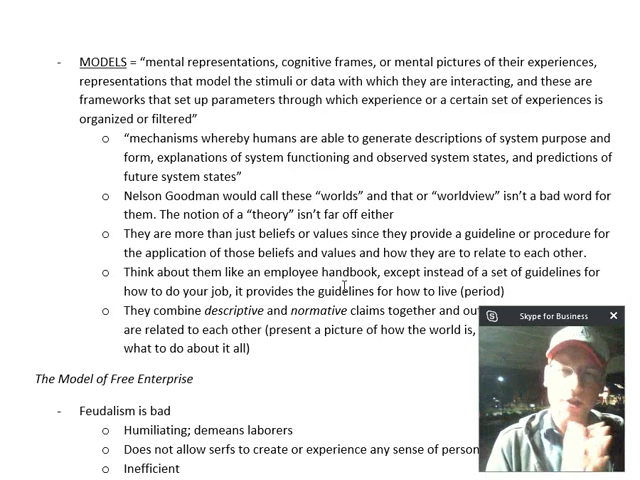 - MODELS = “mental representations, cognitive frames, or mental pictures of their experiences,
representations that model the stimuli or data with which they are interacting, and these are
frameworks that set up parameters through which experience or a certain set of experiences is
organized or filtered”
o “mechanisms whereby humans are able to generate descriptions of system purpose and
form, explanations of system functioning and observed system states, and predictions of
future system states”
o Nelson Goodman would call these “worlds” and that or “worldview” isn’t a bad word for
them. The notion of a “theory” isn’t far off either
o They are more than just beliefs or values since they provide a guideline or procedure for
the application of those beliefs and values and how they are to relate to each other.
o Think about them like an employee handbook, except instead of a set of guidelines for
how to do your job, it provides the guidelines for how to live (period)
o They combine descriptive and normative claims together and ou
are related to each other (present a picture of how the world is,
what to do about it all)
Skype for Business
The Model of Free Enterprise
- Feudalism is bad
o Humiliating; demeans laborers
o Does not allow serfs to create or experience any sense of person
o Inefficient